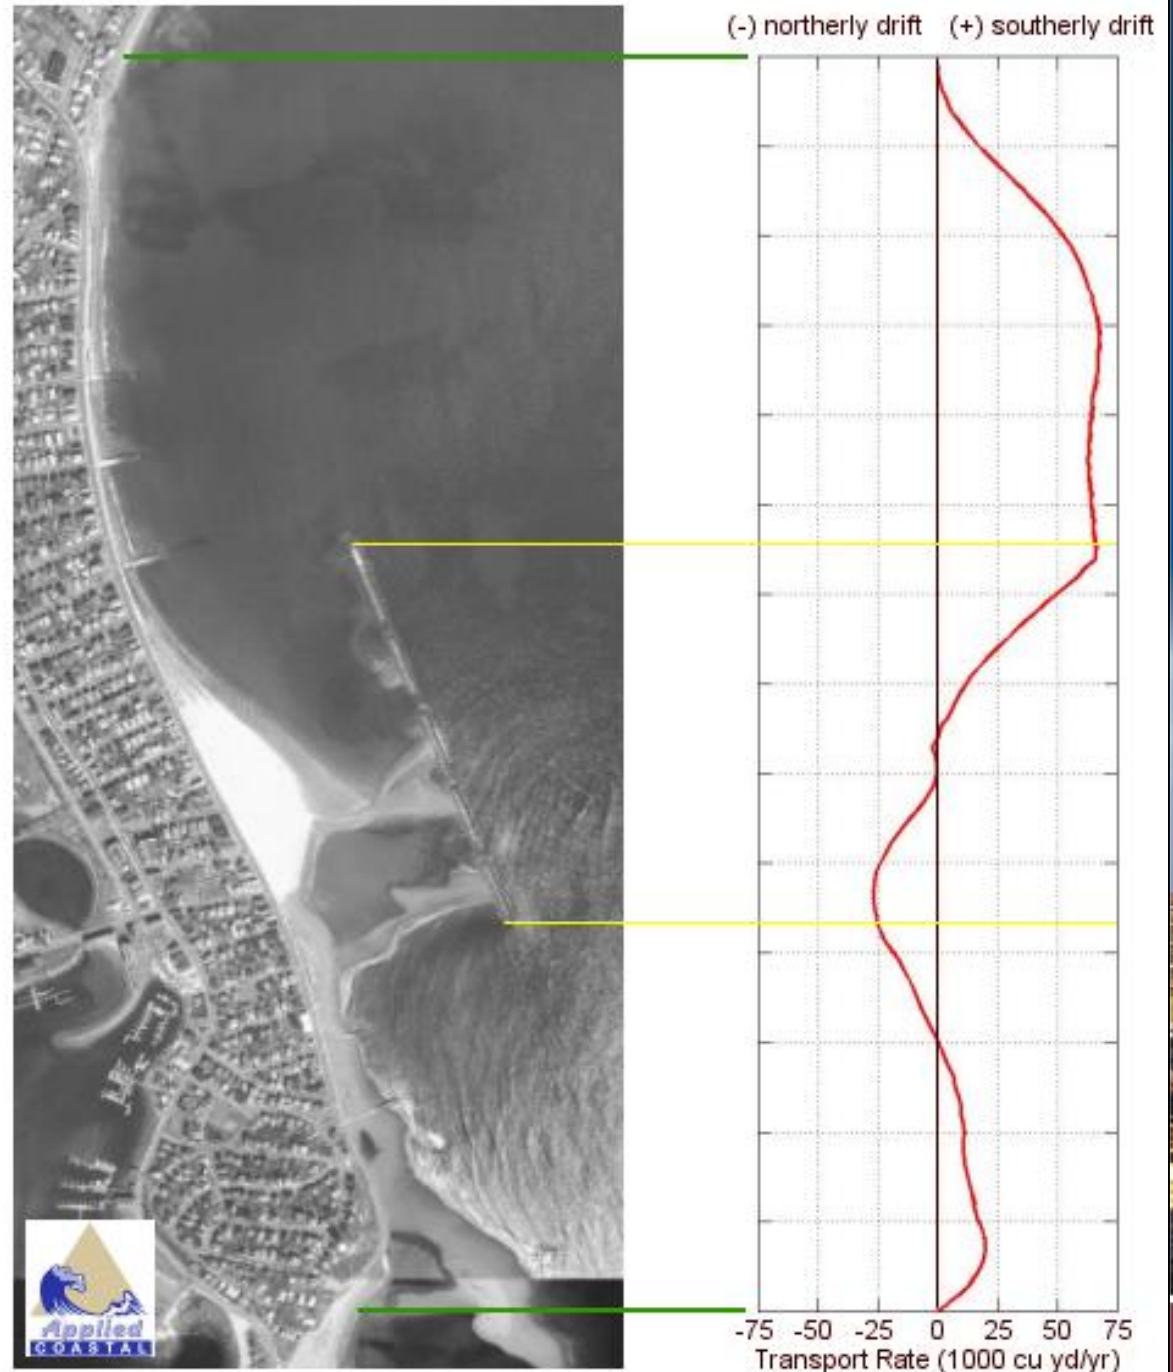 (-) northerly drift (+) southerly drift
-75 -50 -25 0 25 50 75
Transport Rate (1000 cu yd/yr)
Applied
COASTAL